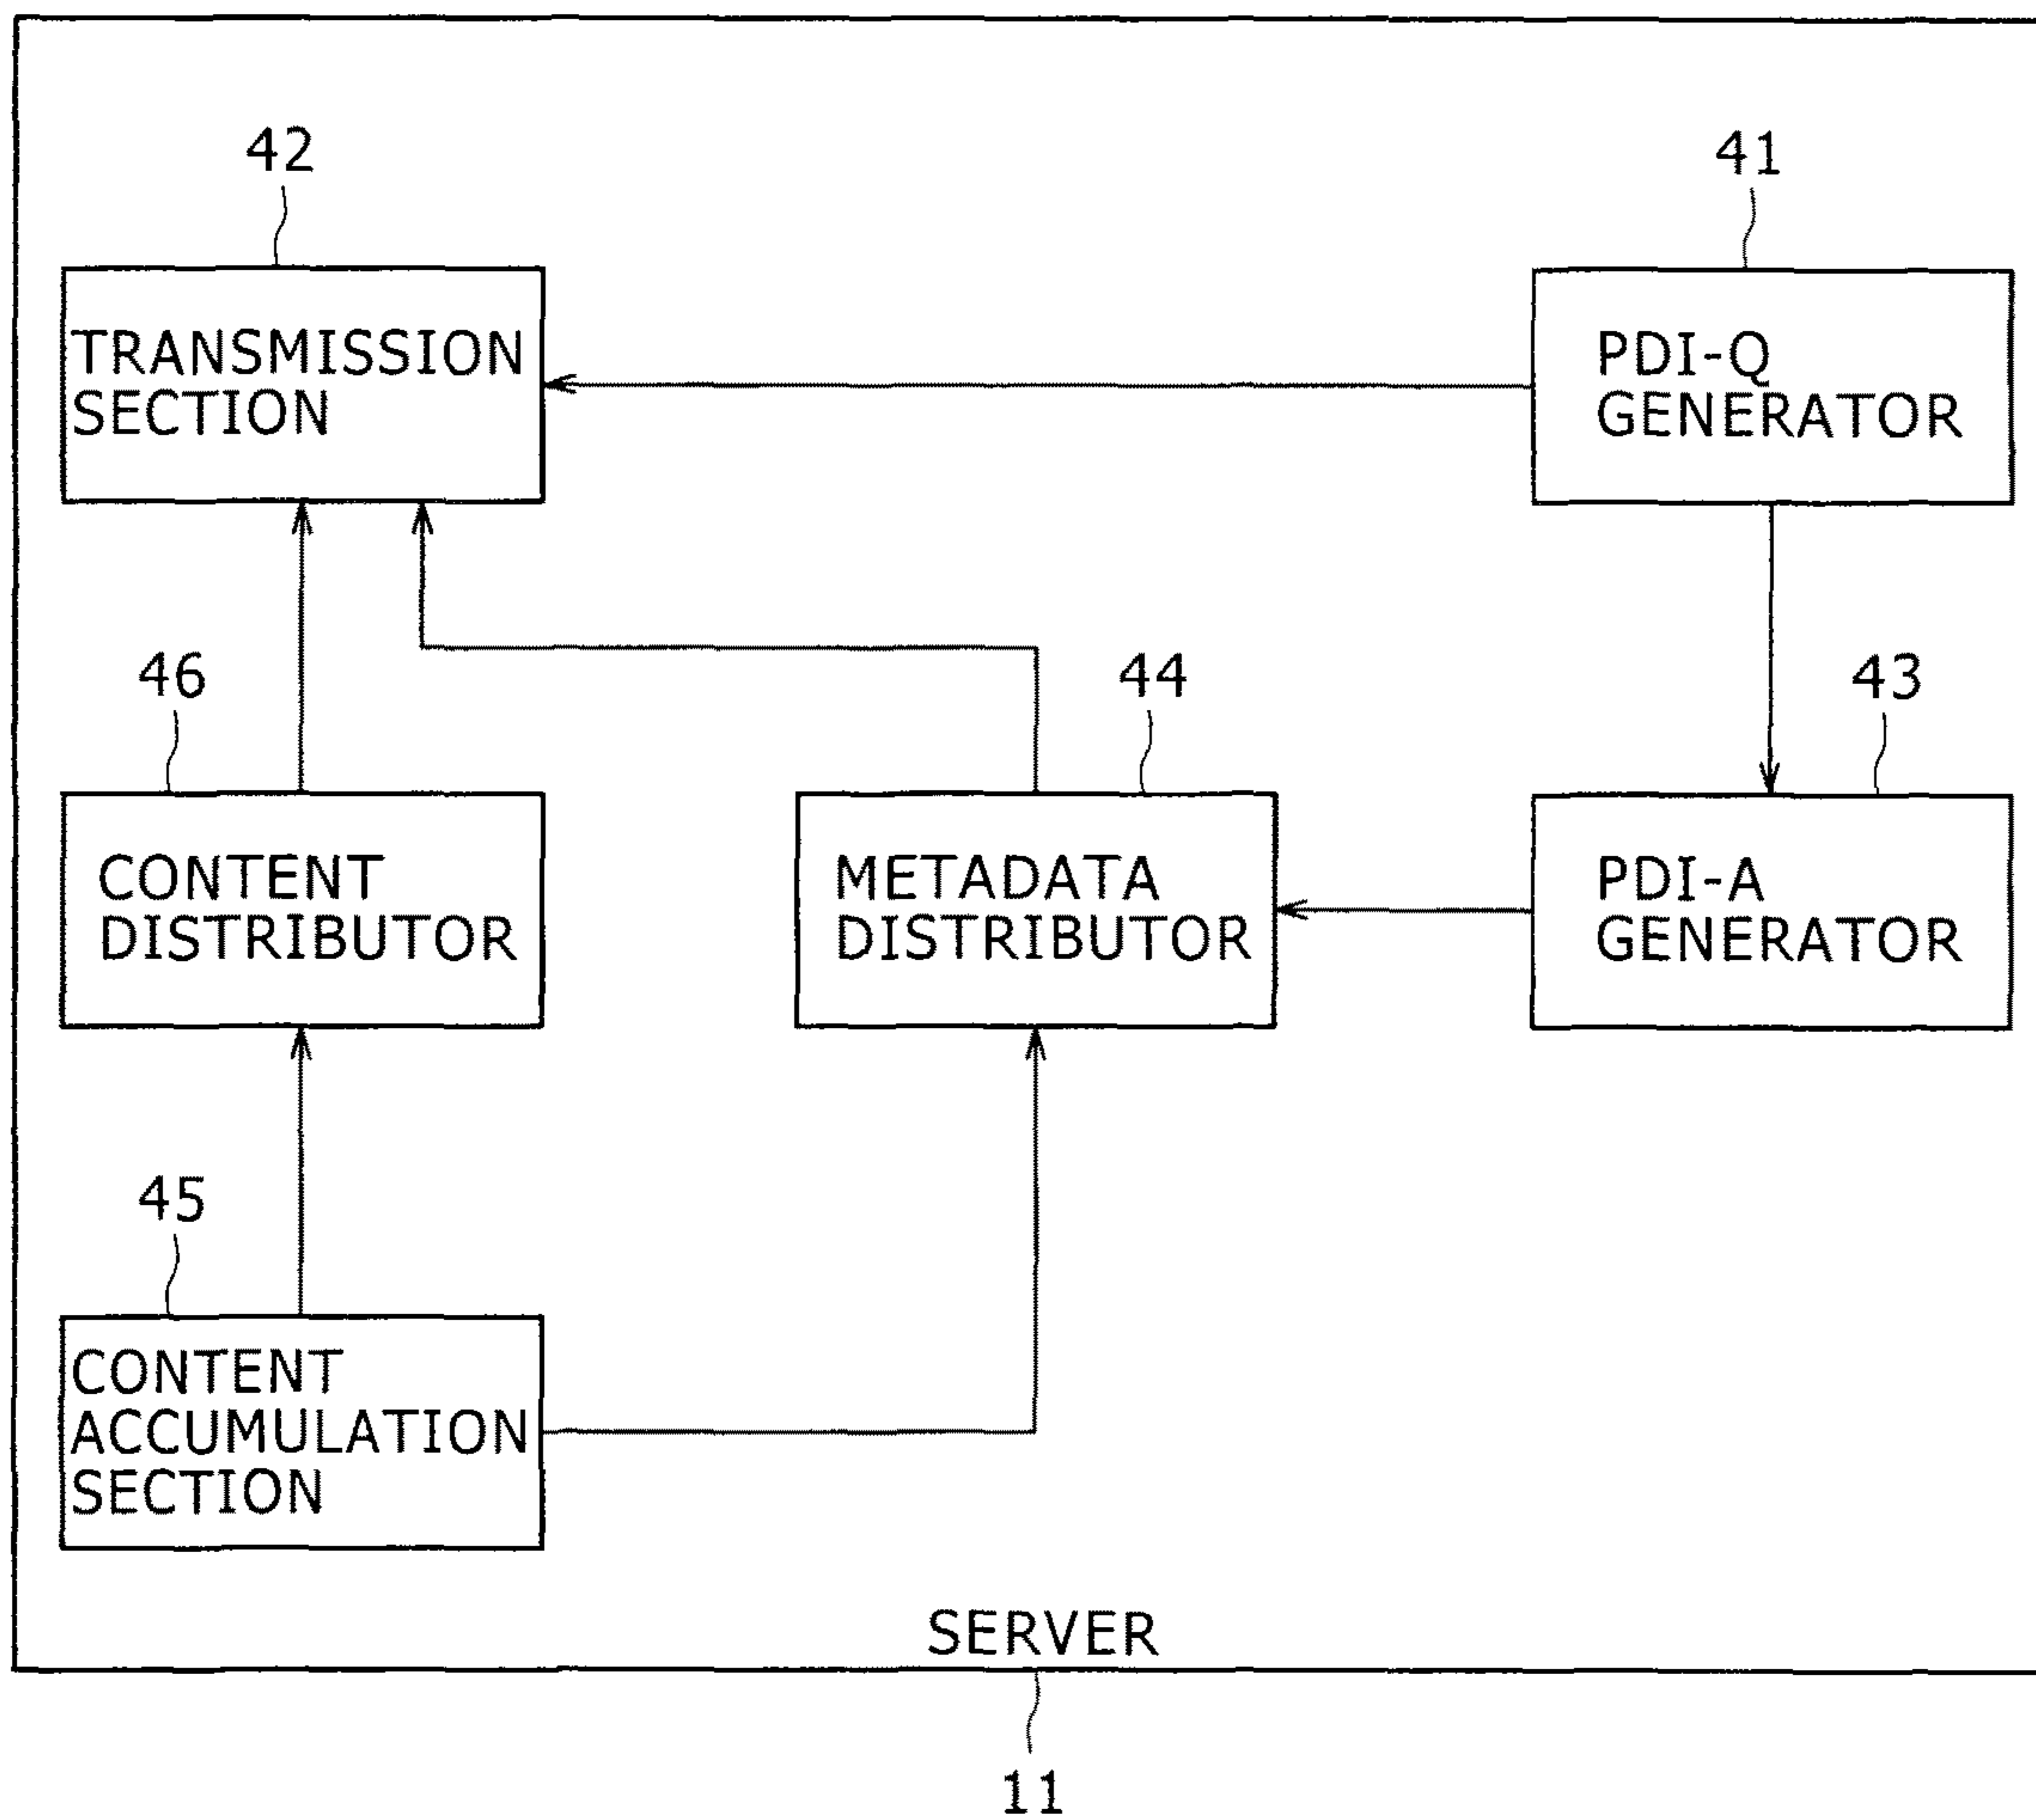 42
41
TRANSMISSION
SECTION
PDI-Q
GENERATOR
46
44
43
CONTENT
DISTRIBUTOR
METADATA
DISTRIBUTOR
PDI-A
GENERATOR
45
CONTENT
ACCUMULATION
SECTION
SERVER
11